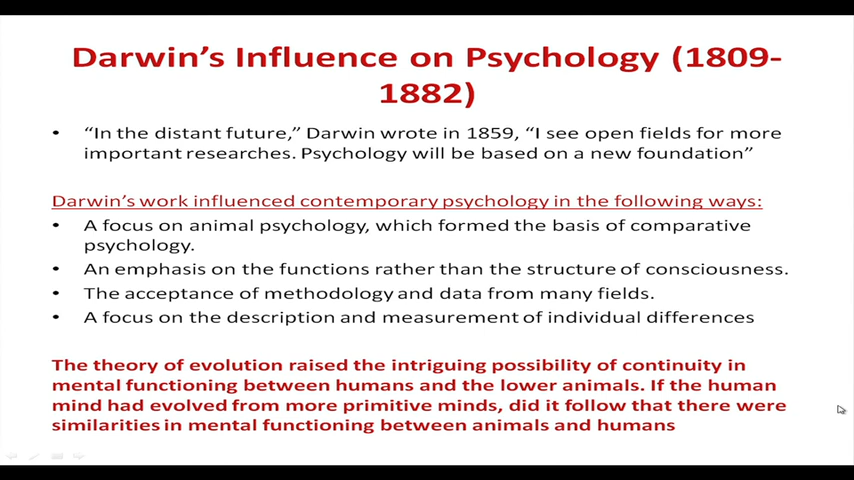 Darwin’s Influence on Psychology (1809-
1882)
• “In the distant future,” Darwin wrote in 1859, “I see open fields for more
important researches. Psychology will be based on a new foundation”
Darwin’s work influenced contemporary psychology in the following ways:
• A focus on animal psychology, which formed the basis of comparative
psychology.
• An emphasis on the functions rather than the structure of consciousness.
• The acceptance of methodology and data from many fields.
• A focus on the description and measurement of individual differences
The theory of evolution raised the intriguing possibility of continuity in
mental functioning between humans and the lower animals. If the human
mind had evolved from more primitive minds, did it follow that there were
similarities in mental functioning between animals and humans